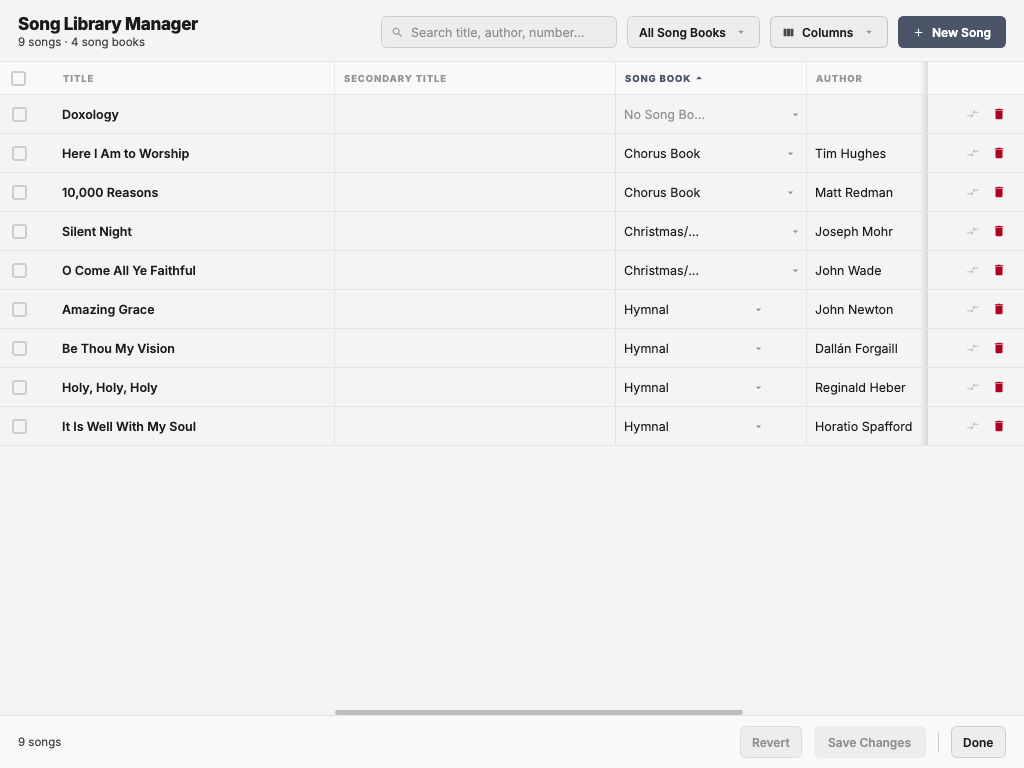 Song Library Manager
9 songs · 4 song books
Search title, author, number...
All Song Books
Columns
+ New Song
TITLE SECONDARY TITLE SONG BOOK AUTHOR
Doxology No Song Bo...
Here I Am to Worship Chorus Book Tim Hughes
10,000 Reasons Chorus Book Matt Redman
Silent Night Christmas/... Joseph Mohr
O Come All Ye Faithful Christmas/... John Wade
Amazing Grace Hymnal John Newton
Be Thou My Vision Hymnal Dallán Forgaill
Holy, Holy, Holy Hymnal Reginald Heber
It Is Well With My Soul Hymnal Horatio Spafford
9 songs
Revert
Save Changes
Done